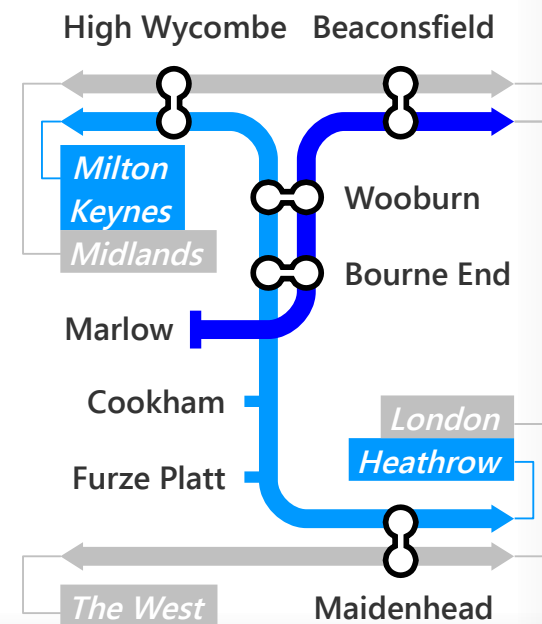 High Wycombe
Beaconsfield
Milton
Keynes
Midlands
Wooburn
Bourne End
Marlow
Cookham
London
Heathrow
Furze Platt
The West
Maidenhead